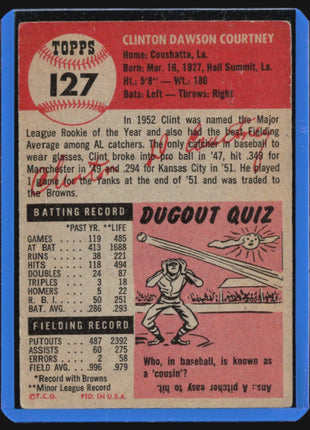 TOPPS
127
CLINTON DAWSON COURTNEY
Home: Coushatta, La.
Born: Mar. 16, 1927, Hall Summit, La.
Ht.: 5'8" — Wt.: 180
Bats: Left — Throws: Right
In 1952 Clint was named the Major
League Rookie of the Year and also had the best Fielding
Average among AL catchers. The only catcher in baseball
to wear glasses, Clint broke in pro ball in '47, hit .349 for
Manchester in '49 and .294 for Kansas City in '51. He played
1 game for the Yanks at the end of '51 and was traded to
the Browns.
BATTING RECORD
*PAST YR. **LIFE
GAMES 119 485
AT BAT 413 1688
RUNS 38 221
HITS 118 494
DOUBLES 24 87
TRIPLES 3 18
HOMERS 5 22
R. B. I. 50 251
BAT. AVG. .286 .293
FIELDING RECORD
PUTOUTS 487 2392
ASSISTS 60 275
ERRORS 2 58
FIELD AVG. .996 .979
*Record with Browns
**Minor League Record
©T.C.G. PTD. IN U.S.A.
DUGOUT QUIZ
Who, in baseball, is known as
a 'cousin'?
Ans.: A pitcher easy to hit.